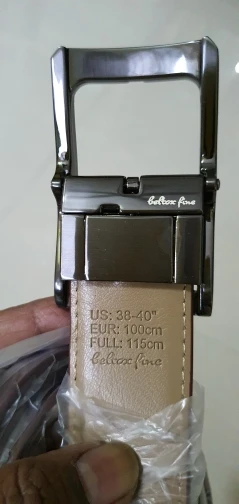 beltox fine
US: 38-40"
EUR: 100cm
FULL: 115cm
beltox fine